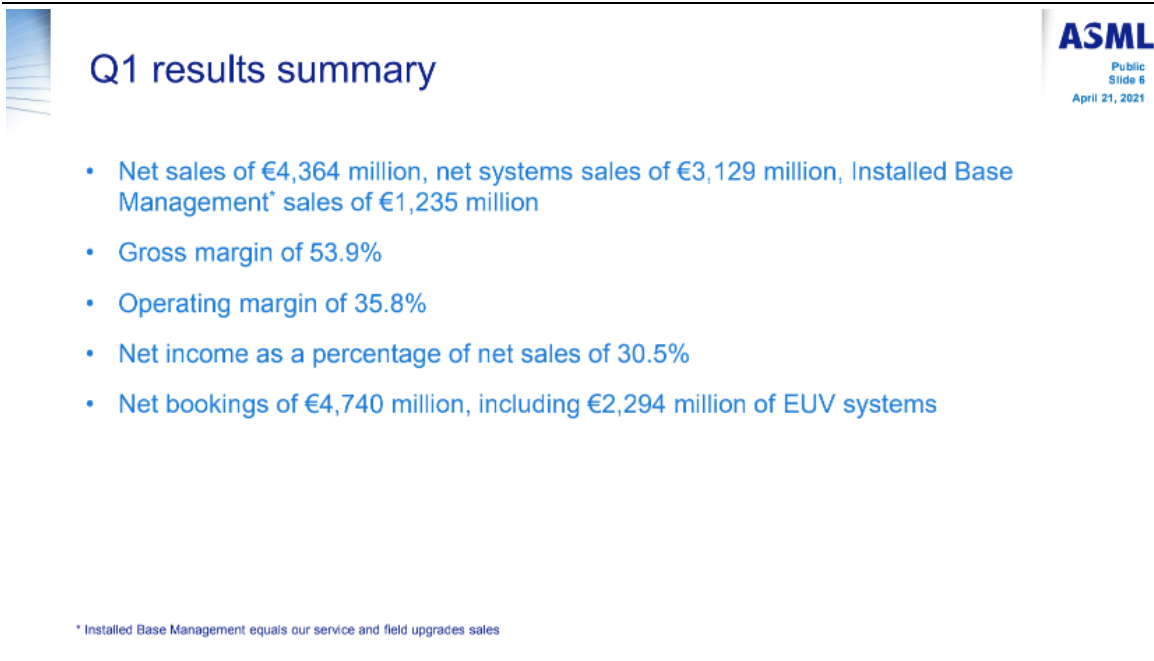 Q1 results summary
ASML
Public
Slide 6
April 21, 2021
• Net sales of €4,364 million, net systems sales of €3,129 million, Installed Base
Management* sales of €1,235 million
• Gross margin of 53.9%
• Operating margin of 35.8%
• Net income as a percentage of net sales of 30.5%
• Net bookings of €4,740 million, including €2,294 million of EUV systems
* Installed Base Management equals our service and field upgrades sales